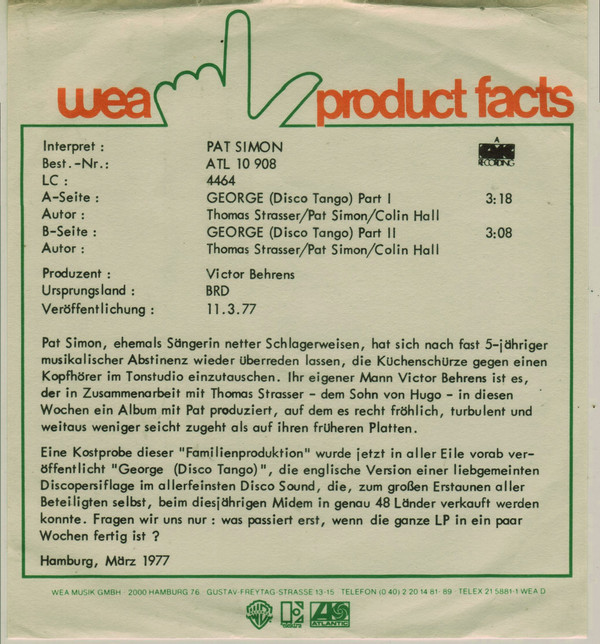 wea product facts
Interpret : PAT SIMON
Best.-Nr.: ATL 10 908
LC : 4464
A-Seite : GEORGE (Disco Tango) Part I 3:18
Autor : Thomas Strasser/Pat Simon/Colin Hall
B-Seite : GEORGE (Disco Tango) Part II 3:08
Autor : Thomas Strasser/Pat Simon/Colin Hall
Produzent : Victor Behrens
Ursprungsland : BRD
Veröffentlichung : 11.3.77
A
RECORDING
Pat Simon, ehemals Sängerin netter Schlagerweisen, hat sich nach fast 5-jähriger
musikalischer Abstinenz wieder überreden lassen, die Küchenschürze gegen einen
Kopfhörer im Tonstudio einzutauschen. Ihr eigener Mann Victor Behrens ist es,
der in Zusammenarbeit mit Thomas Strasser - dem Sohn von Hugo - in diesen
Wochen ein Album mit Pat produziert, auf dem es recht fröhlich, turbulent und
weitaus weniger seicht zugeht als auf ihren früheren Platten.
Eine Kostprobe dieser "Familienproduktion" wurde jetzt in aller Eile vorab ver-
öffentlicht "George (Disco Tango)", die englische Version einer liebgemeinten
Discopersiflage im allerfeinsten Disco Sound, die, zum großen Erstaunen aller
Beteiligten selbst, beim diesjährigen Midem in genau 48 Länder verkauft werden
konnte. Fragen wir uns nur : was passiert erst, wenn die ganze LP in ein paar
Wochen fertig ist ?
Hamburg, März 1977
WEA MUSIK GMBH · 2000 HAMBURG 76 · GUSTAV-FREYTAG-STRASSE 13-15 · TELEFON (0 40) 2 20 14 81-89 · TELEX 21 5881-1 WEA D
ATLANTIC